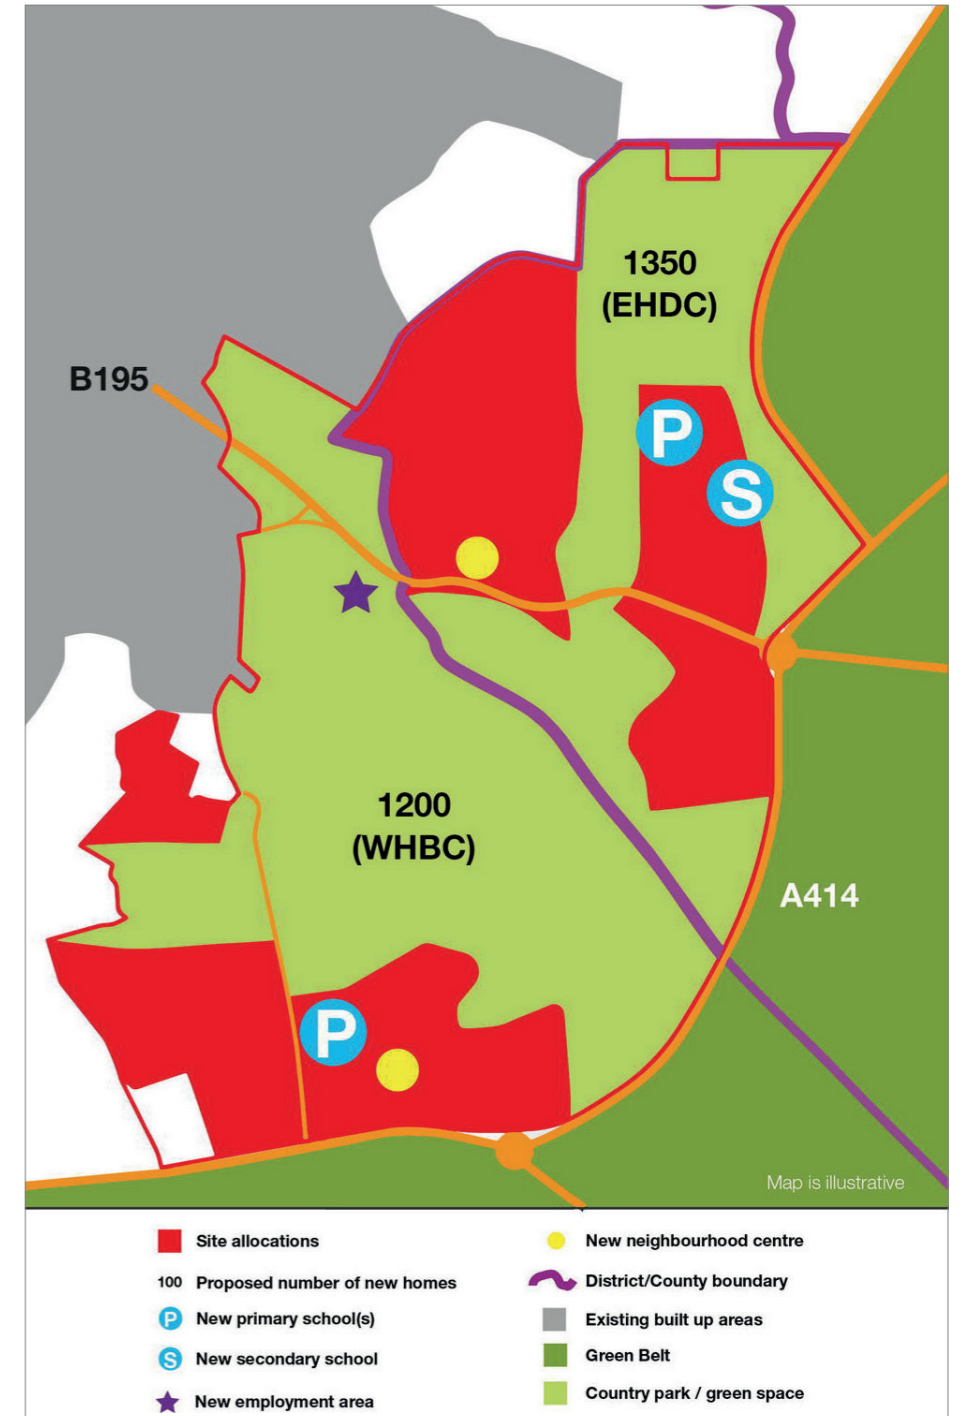 1350
(EHDC)
B195
P
S
1200
(WHBC)
A414
P
Map is illustrative
Site allocations
100 Proposed number of new homes
P New primary school(s)
S New secondary school
New employment area
New neighbourhood centre
District/County boundary
Existing built up areas
Green Belt
Country park / green space